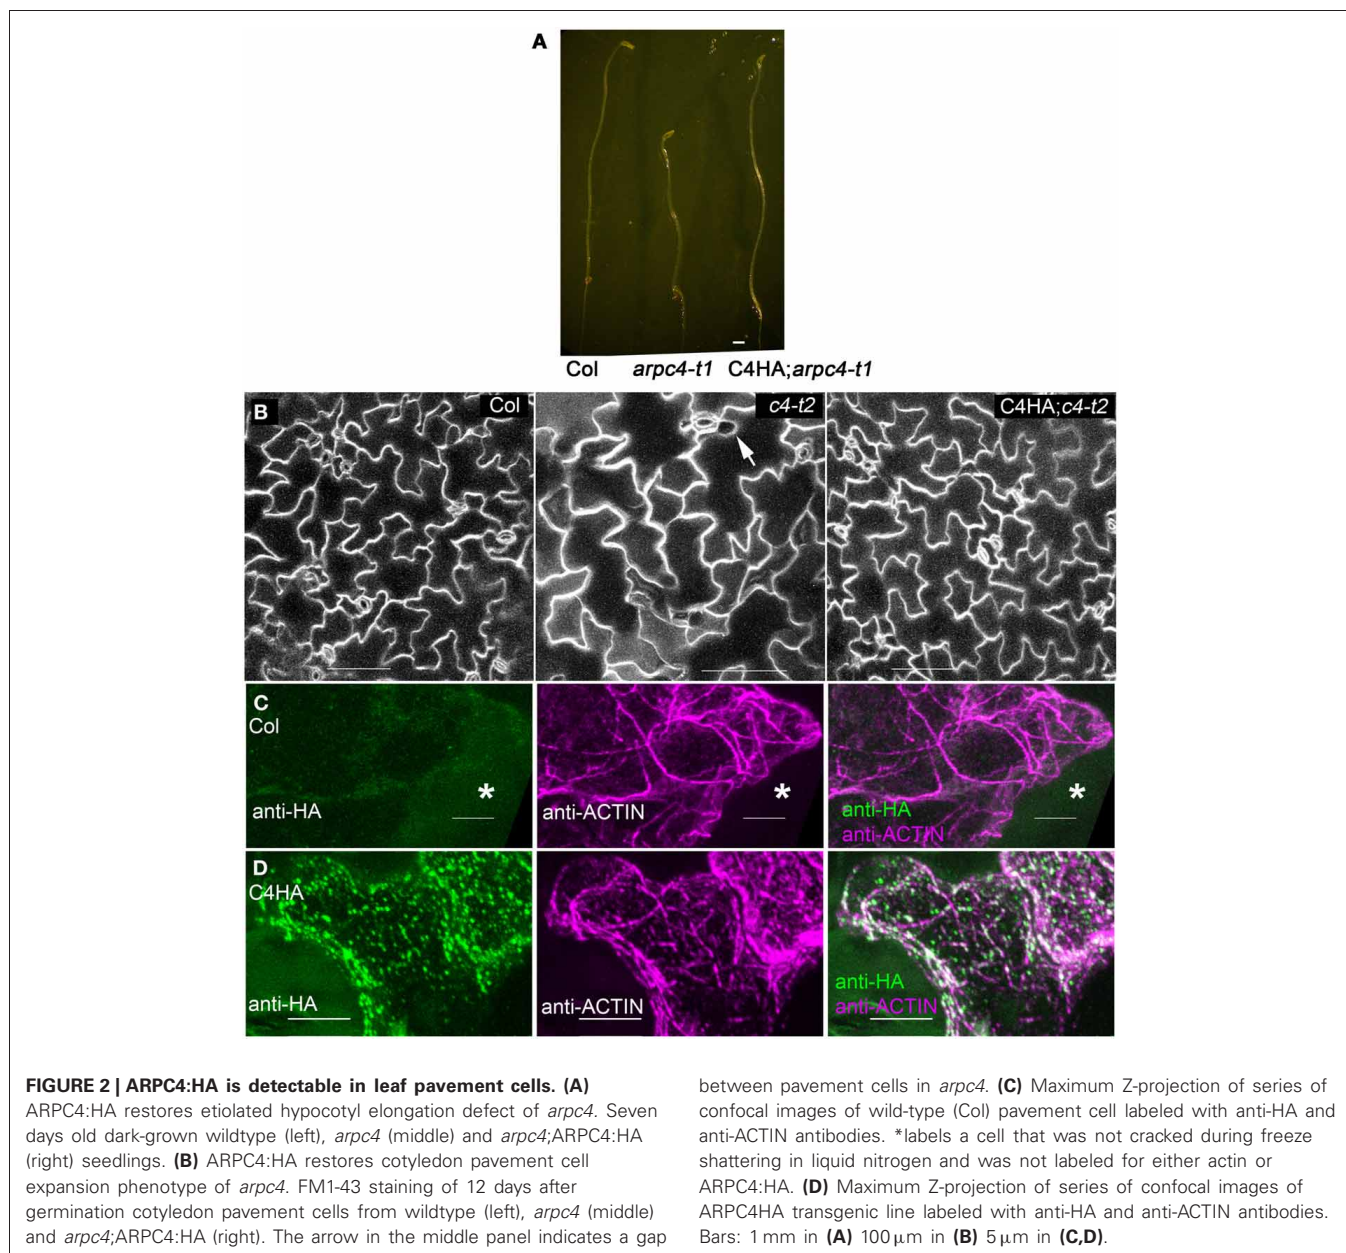 A
Col arpc4-t1 C4HA;arpc4-t1
B Col c4-t2 C4HA;c4-t2
C
Col
anti-HA * anti-ACTIN * anti-HA *
anti-ACTIN
D
C4HA
anti-HA anti-ACTIN anti-HA
anti-ACTIN
FIGURE 2 | ARPC4:HA is detectable in leaf pavement cells. (A)
ARPC4:HA restores etiolated hypocotyl elongation defect of arpc4. Seven
days old dark-grown wildtype (left), arpc4 (middle) and arpc4;ARPC4:HA
(right) seedlings. (B) ARPC4:HA restores cotyledon pavement cell
expansion phenotype of arpc4. FM1-43 staining of 12 days after
germination cotyledon pavement cells from wildtype (left), arpc4 (middle)
and arpc4;ARPC4:HA (right). The arrow in the middle panel indicates a gap
between pavement cells in arpc4. (C) Maximum Z-projection of series of
confocal images of wild-type (Col) pavement cell labeled with anti-HA and
anti-ACTIN antibodies. *labels a cell that was not cracked during freeze
shattering in liquid nitrogen and was not labeled for either actin or
ARPC4:HA. (D) Maximum Z-projection of series of confocal images of
ARPC4HA transgenic line labeled with anti-HA and anti-ACTIN antibodies.
Bars: 1 mm in (A) 100 μm in (B) 5 μm in (C,D).